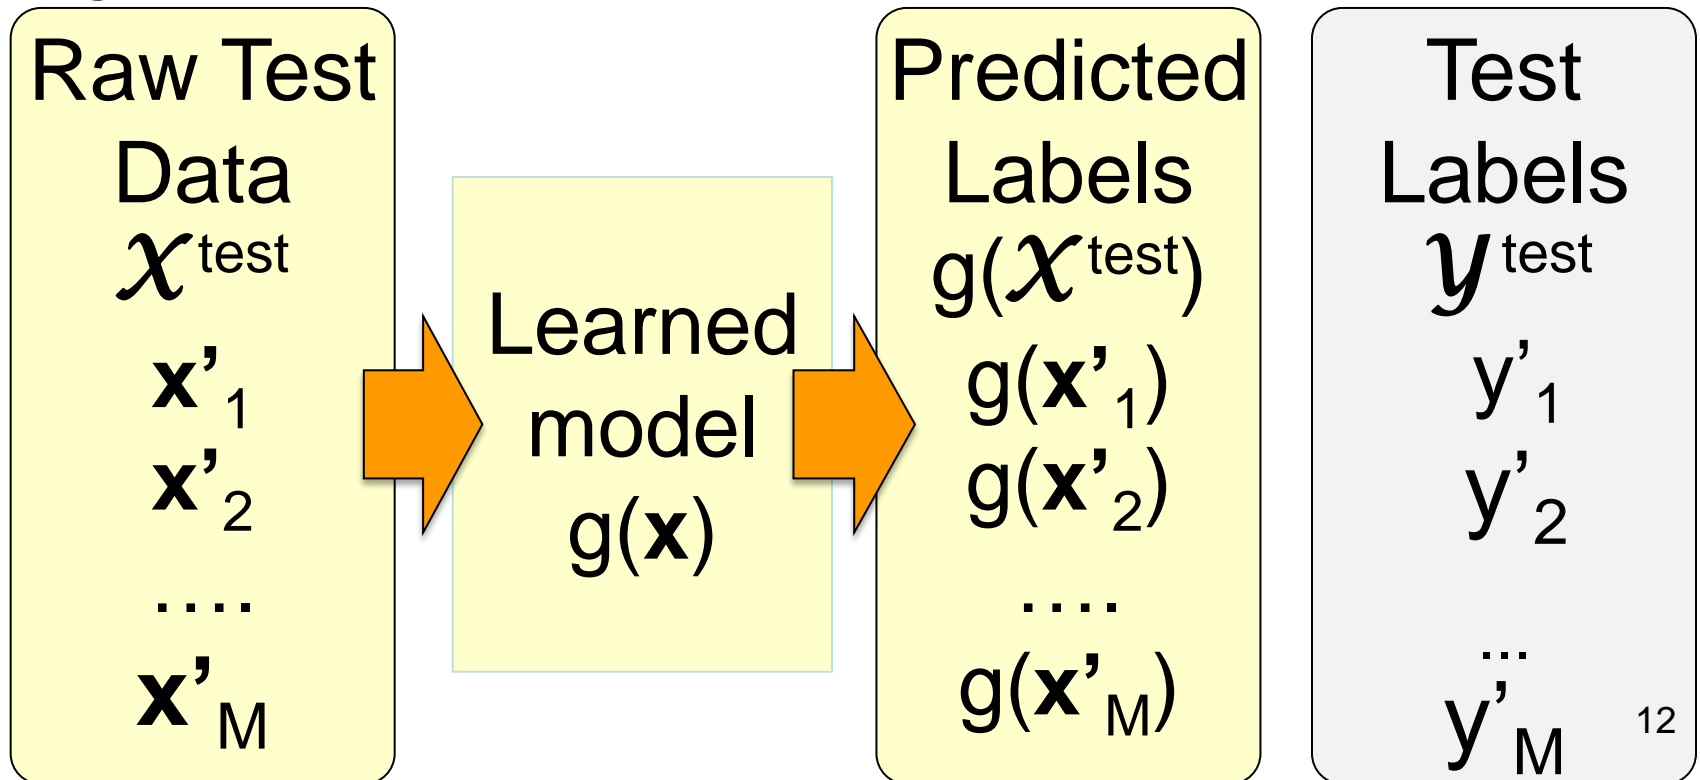 Raw Test
Data
𝒳test
x’1
x’2
....
x’M
Learned
model
g(x)
Predicted
Labels
g(𝒳test)
g(x’1)
g(x’2)
....
g(x’M)
Test
Labels
𝒴test
y’1
y’2
...
y’M
12